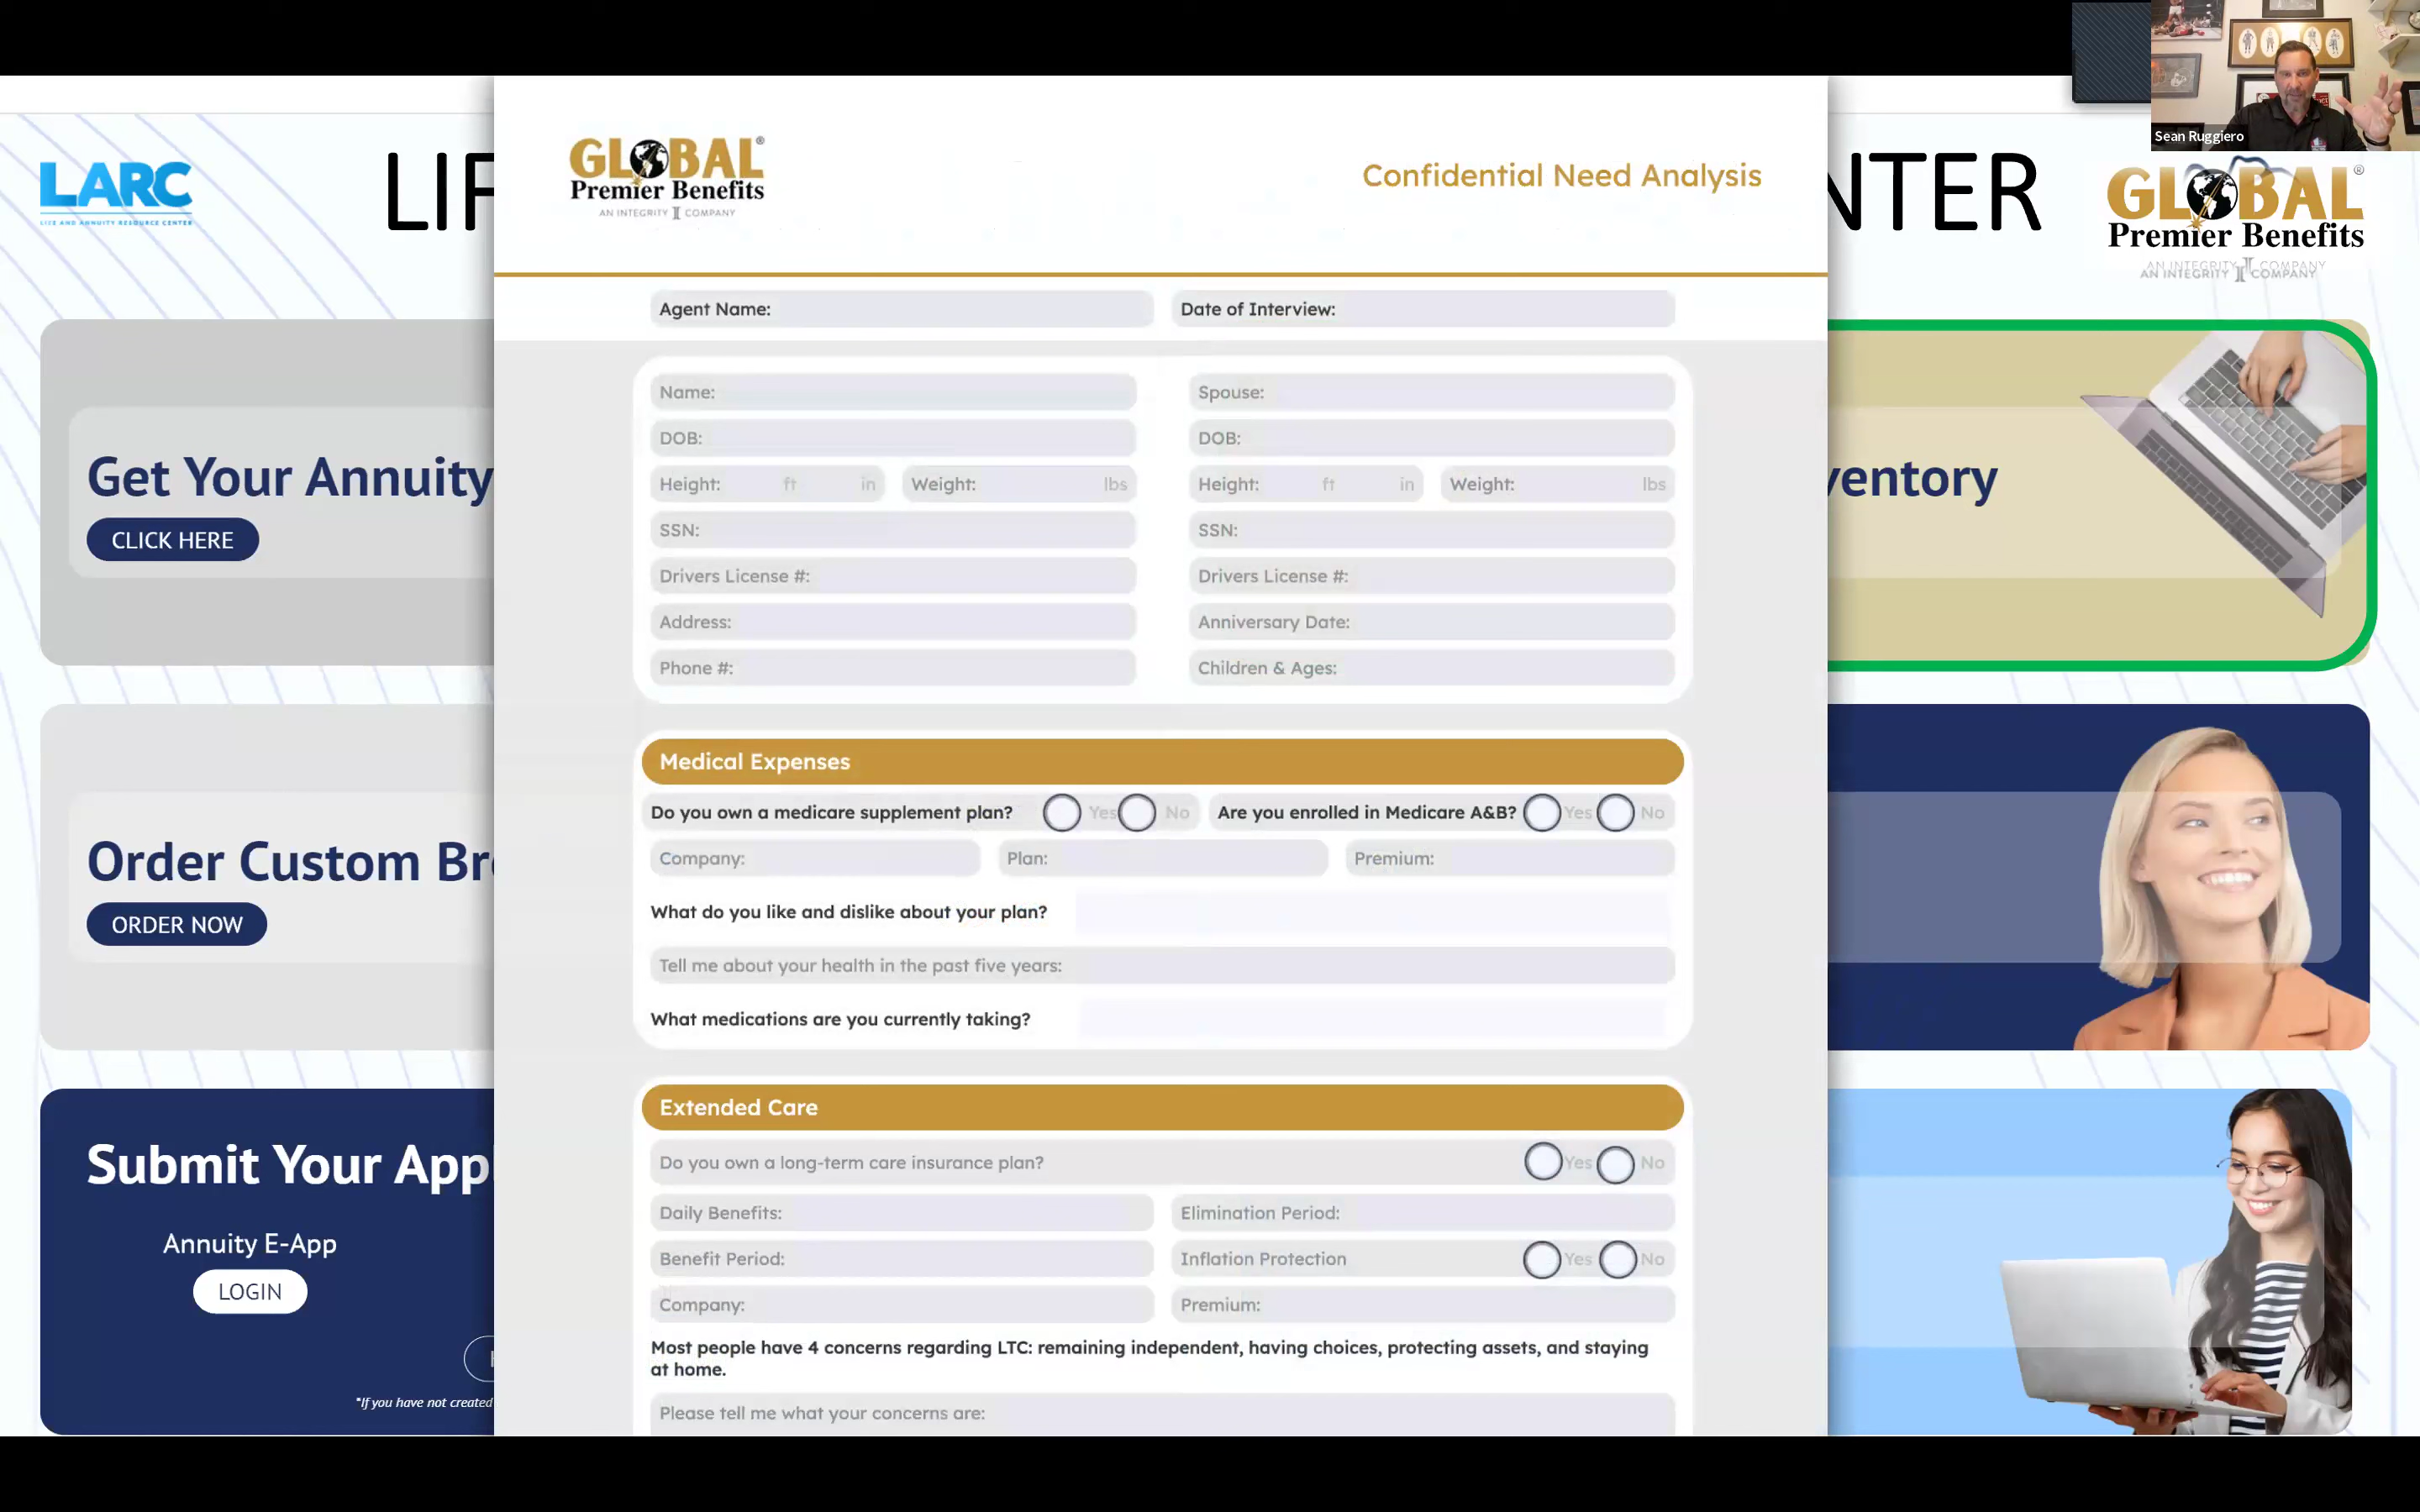 Sean Ruggiero
LARC
LIFE AND ANNUITY RESOURCE CENTER
LIF
NTER
GLOBAL®
Premier Benefits
AN INTEGRITY COMPANY
Get Your Annuity
CLICK HERE
ventory
Order Custom Br
ORDER NOW
Submit Your App
Annuity E-App
LOGIN
*If you have not created
GLOBAL®
Premier Benefits
AN INTEGRITY COMPANY
Confidential Need Analysis
Agent Name: Date of Interview:
Name: Spouse:
DOB: DOB:
Height: ft in Weight: lbs Height: ft in Weight: lbs
SSN: SSN:
Drivers License #: Drivers License #:
Address: Anniversary Date:
Phone #: Children & Ages:
Medical Expenses
Do you own a medicare supplement plan? Yes No Are you enrolled in Medicare A&B? Yes No
Company: Plan: Premium:
What do you like and dislike about your plan?
Tell me about your health in the past five years:
What medications are you currently taking?
Extended Care
Do you own a long-term care insurance plan? Yes No
Daily Benefits: Elimination Period:
Benefit Period: Inflation Protection Yes No
Company: Premium:
Most people have 4 concerns regarding LTC: remaining independent, having choices, protecting assets, and staying
at home.
Please tell me what your concerns are: